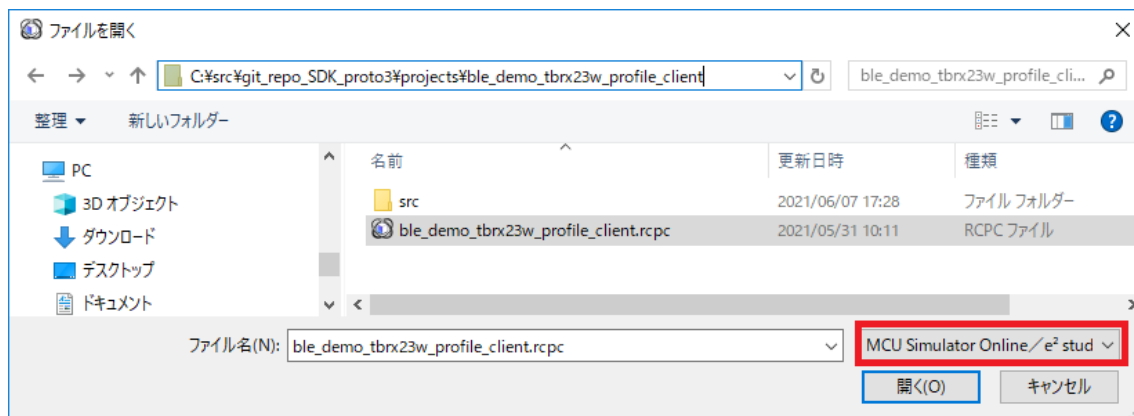 ファイルを開く
C:¥src¥git_repo_SDK_proto3¥projects¥ble_demo_tbrx23w_profile_client
ble_demo_tbrx23w_profile_cli...
整理 新しいフォルダー
名前 更新日時 種類
PC
3D オブジェクト
ダウンロード
デスクトップ
ドキュメント
src 2021/06/07 17:28 ファイル フォルダー
ble_demo_tbrx23w_profile_client.rcpc 2021/05/31 10:11 RCPC ファイル
ファイル名(N): ble_demo_tbrx23w_profile_client.rcpc MCU Simulator Online／e² stud
開く(O) キャンセル